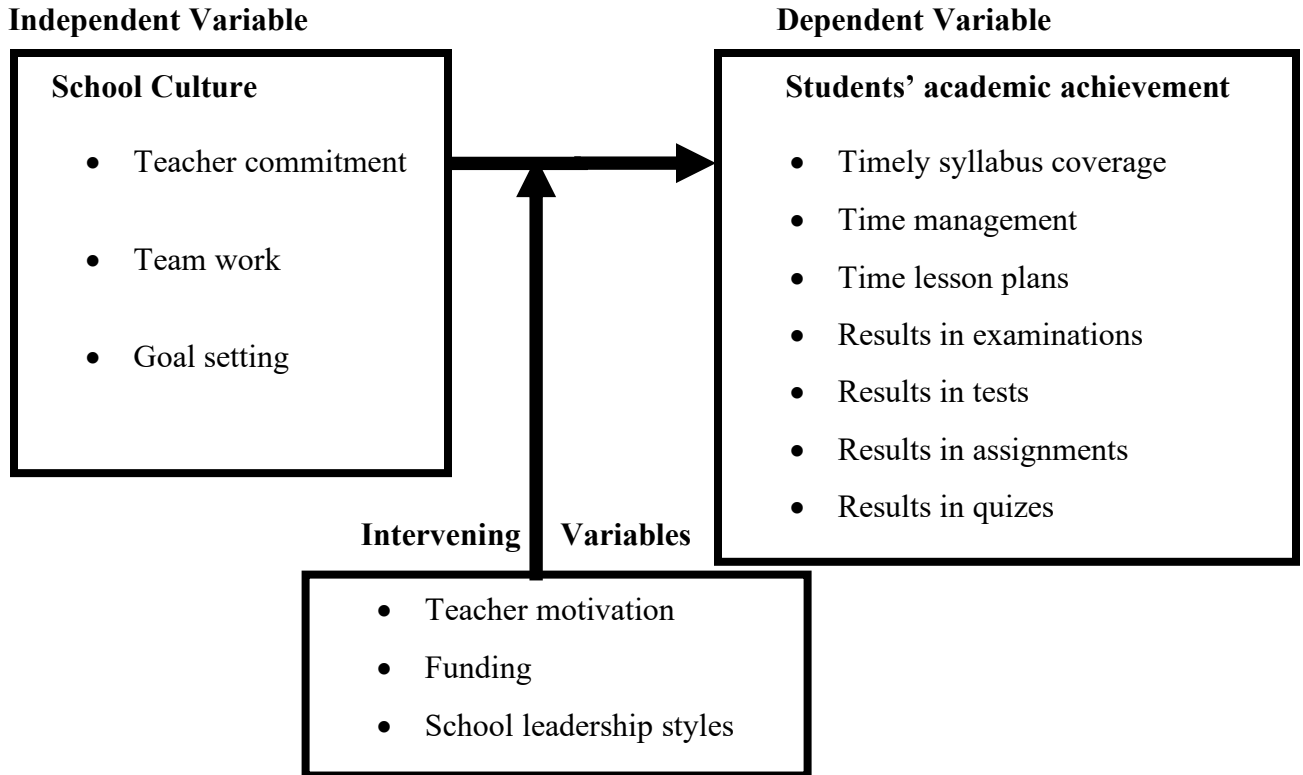 Independent Variable
School Culture
• Teacher commitment
• Team work
• Goal setting
Dependent Variable
Students’ academic achievement
• Timely syllabus coverage
• Time management
• Time lesson plans
• Results in examinations
• Results in tests
• Results in assignments
• Results in quizes
Intervening Variables
• Teacher motivation
• Funding
• School leadership styles